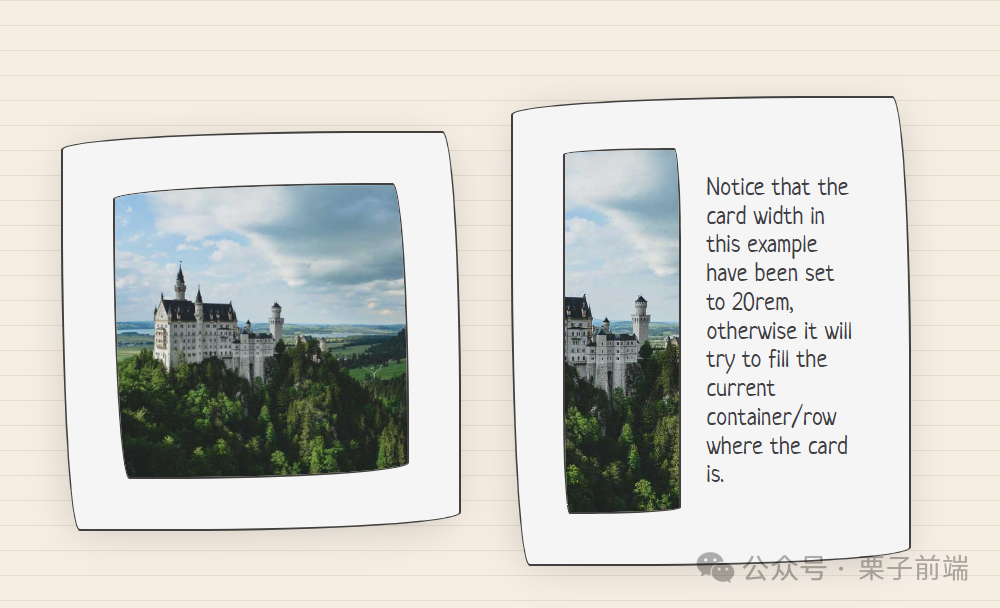 Notice that the
card width in
this example
have been set
to 20rem,
otherwise it will
try to fill the
current
container/row
where the card
is.
公众号 · 栗子前端